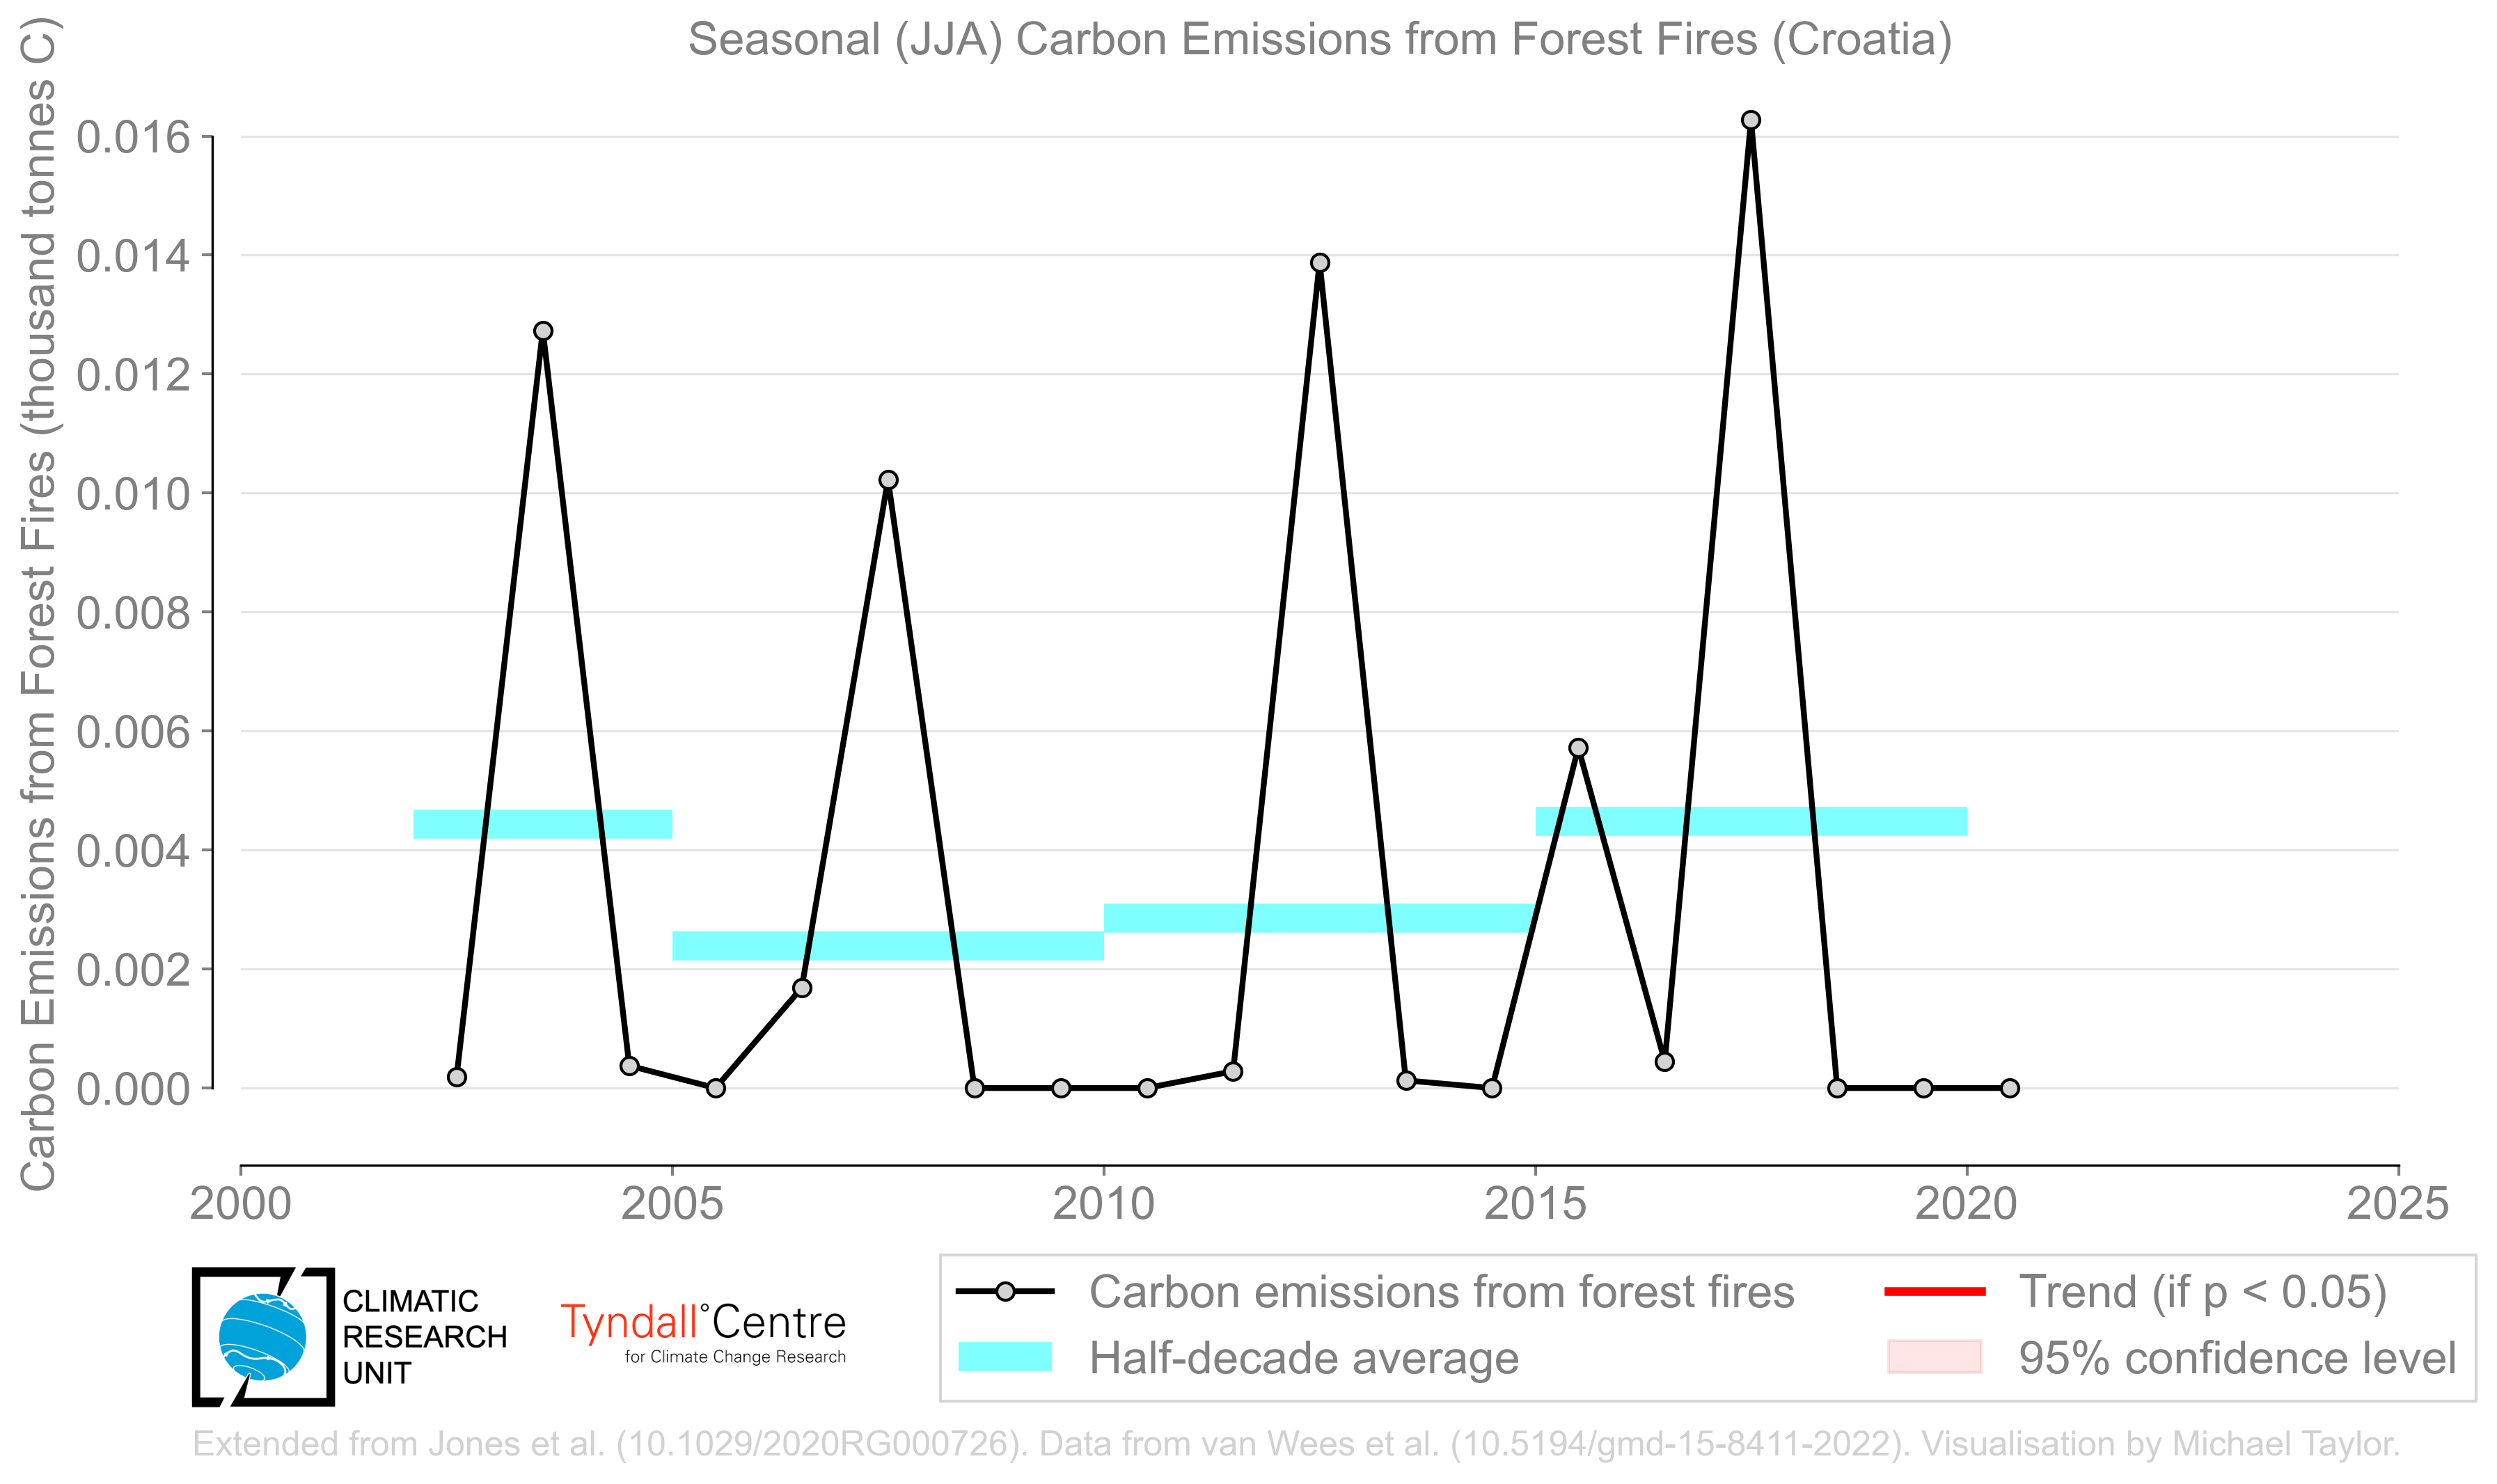 Seasonal (JJA) Carbon Emissions from Forest Fires (Croatia)
Carbon Emissions from Forest Fires (thousand tonnes C)
0.016
0.014
0.012
0.010
0.008
0.006
0.004
0.002
0.000
2000 2005 2010 2015 2020 2025
CLIMATIC
RESEARCH
UNIT
Tyndall°Centre
for Climate Change Research
Carbon emissions from forest fires
Half-decade average
Trend (if p < 0.05)
95% confidence level
Extended from Jones et al. (10.1029/2020RG000726). Data from van Wees et al. (10.5194/gmd-15-8411-2022). Visualisation by Michael Taylor.